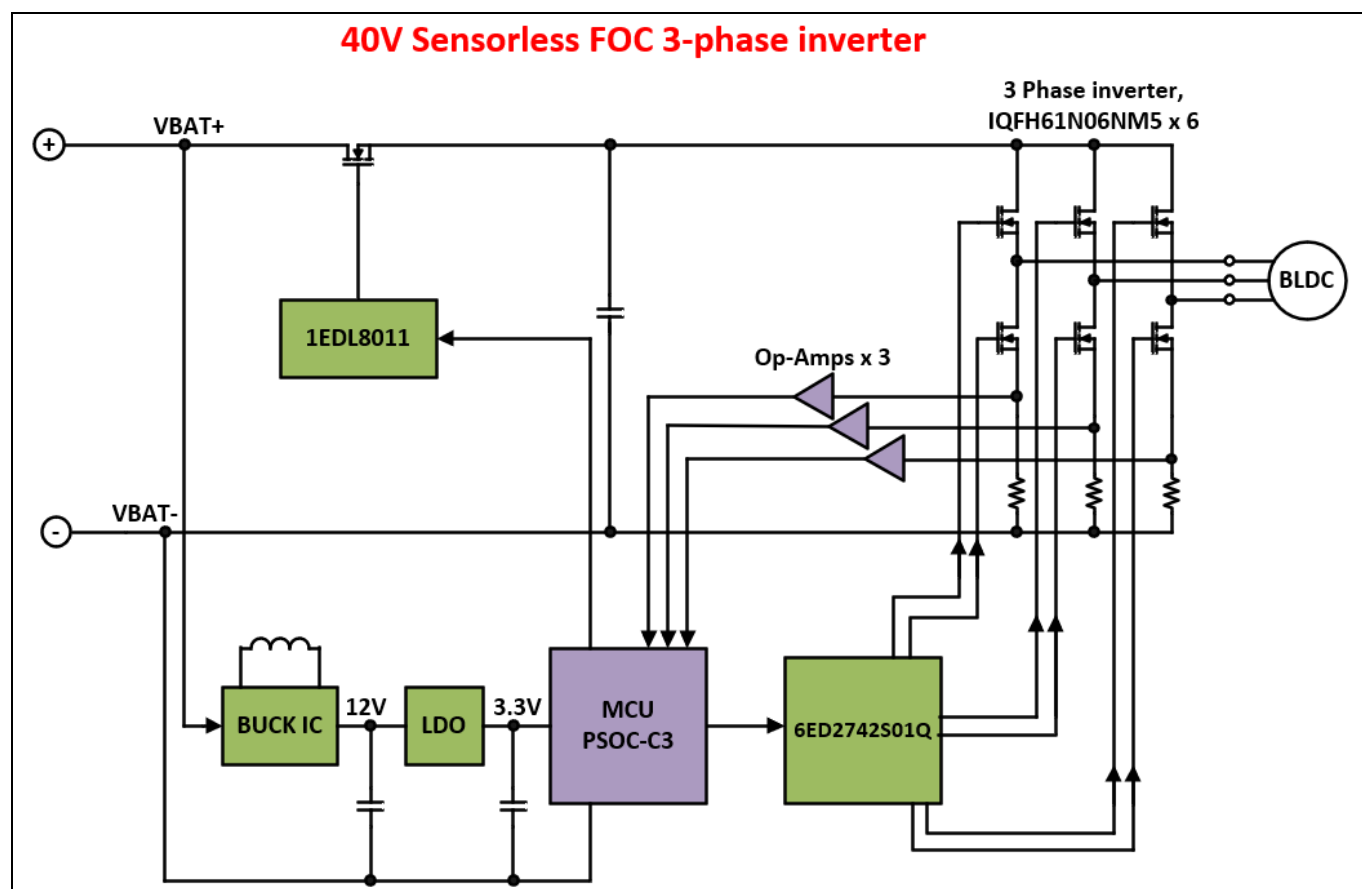 40V Sensorless FOC 3-phase inverter
3 Phase inverter,
IQFH61N06NM5 x 6
VBAT+
+
BLDC
1EDL8011
Op-Amps x 3
VBAT-
-
12V
3.3V
BUCK IC
LDO
MCU
PSOC-C3
6ED2742S01Q